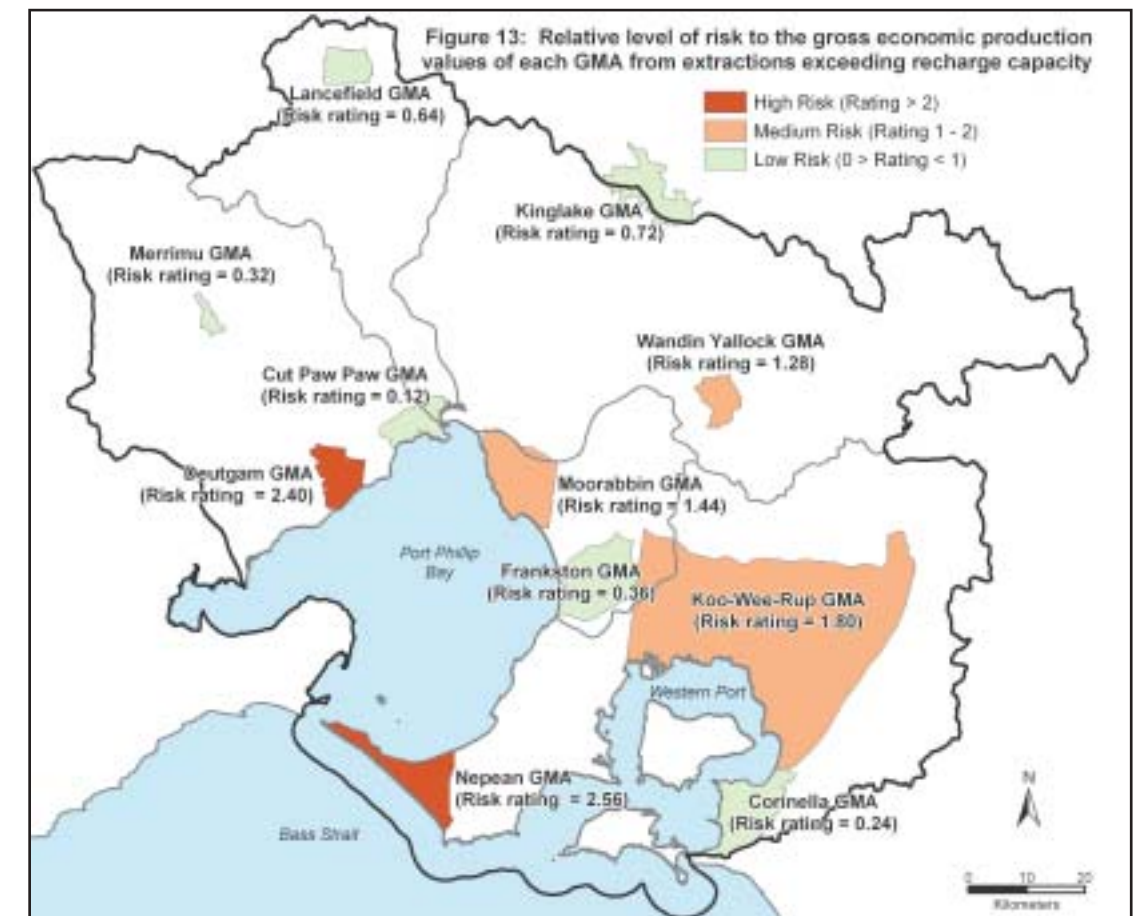 Figure 13: Relative level of risk to the gross economic production
values of each GMA from extractions exceeding recharge capacity
High Risk (Rating > 2)
Medium Risk (Rating 1 - 2)
Low Risk (0 > Rating < 1)
Lancefield GMA
(Risk rating = 0.64)
Kinglake GMA
(Risk rating = 0.72)
Merrimu GMA
(Risk rating = 0.32)
Wandin Yallock GMA
(Risk rating = 1.28)
Cut Paw Paw GMA
(Risk rating = 0.12)
Deutgam GMA
(Risk rating = 2.40)
Moorabbin GMA
(Risk rating = 1.44)
Port Phillip
Bay
Frankston GMA
(Risk rating = 0.36)
Koo-Wee-Rup GMA
(Risk rating = 1.80)
Western Port
Nepean GMA
(Risk rating = 2.56)
Corinella GMA
(Risk rating = 0.24)
Bass Strait
N
0 10 20
Kilometers